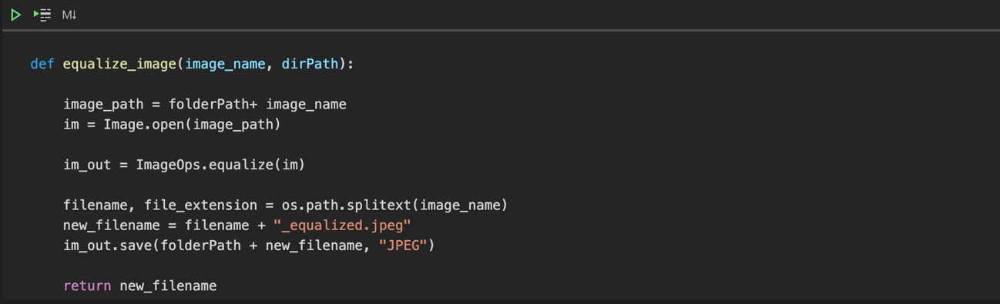 M↓
def equalize_image(image_name, dirPath):
image_path = folderPath+ image_name
im = Image.open(image_path)
im_out = ImageOps.equalize(im)
filename, file_extension = os.path.splitext(image_name)
new_filename = filename + "_equalized.jpeg"
im_out.save(folderPath + new_filename, "JPEG")
return new_filename